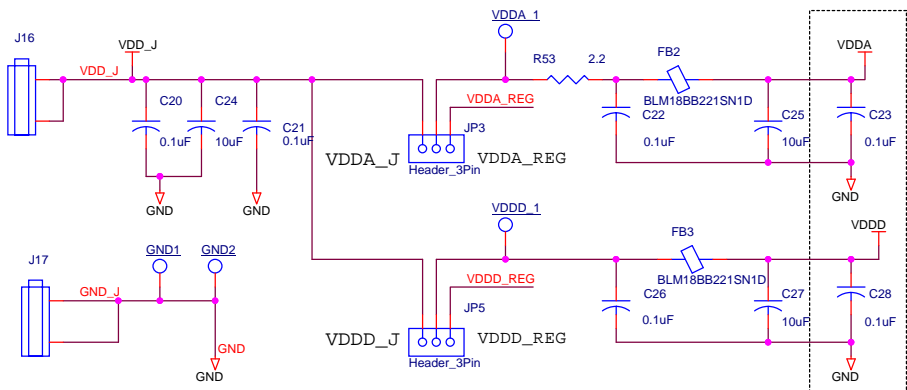 J16
VDD_J
VDD_J
C20
0.1uF
C24
10uF
C21
0.1uF
GND
GND
VDDA_1
R53 2.2
FB2
BLM18BB221SN1D
VDDA
VDDA_REG
JP3
VDDA_J
VDDA_REG
Header_3Pin
C22
0.1uF
C25
10uF
C23
0.1uF
GND
J17
GND_J
GND1
GND2
GND
GND
VDDD_1
FB3
BLM18BB221SN1D
VDDD
VDDD_REG
JP5
VDDD_J
VDDD_REG
Header_3Pin
C26
0.1uF
C27
10uF
C28
0.1uF
GND